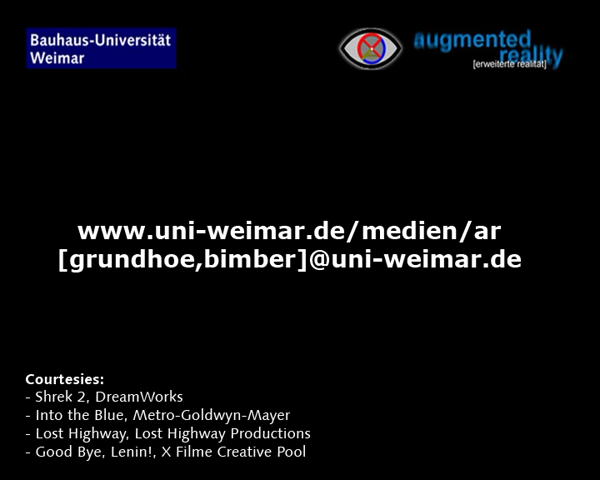 Bauhaus-Universität
Weimar
augmented
reality
[erweiterte realität]
www.uni-weimar.de/medien/ar
[grundhoe,bimber]@uni-weimar.de
Courtesies:
- Shrek 2, DreamWorks
- Into the Blue, Metro-Goldwyn-Mayer
- Lost Highway, Lost Highway Productions
- Good Bye, Lenin!, X Filme Creative Pool